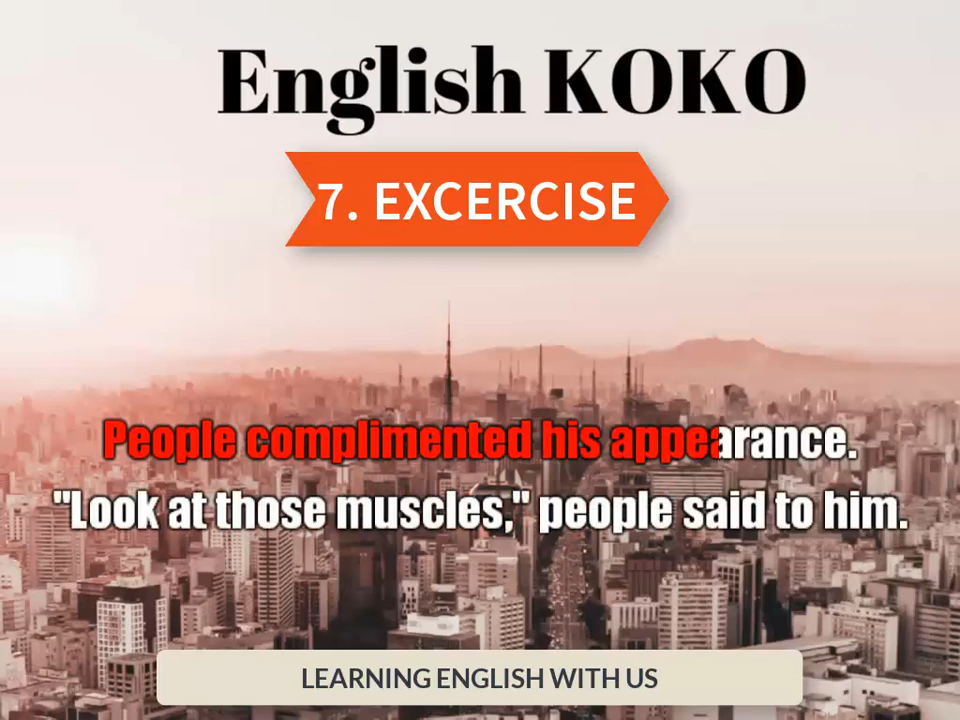 English KOKO
7. EXCERCISE
People complimented his appearance.
"Look at those muscles," people said to him.
LEARNING ENGLISH WITH US